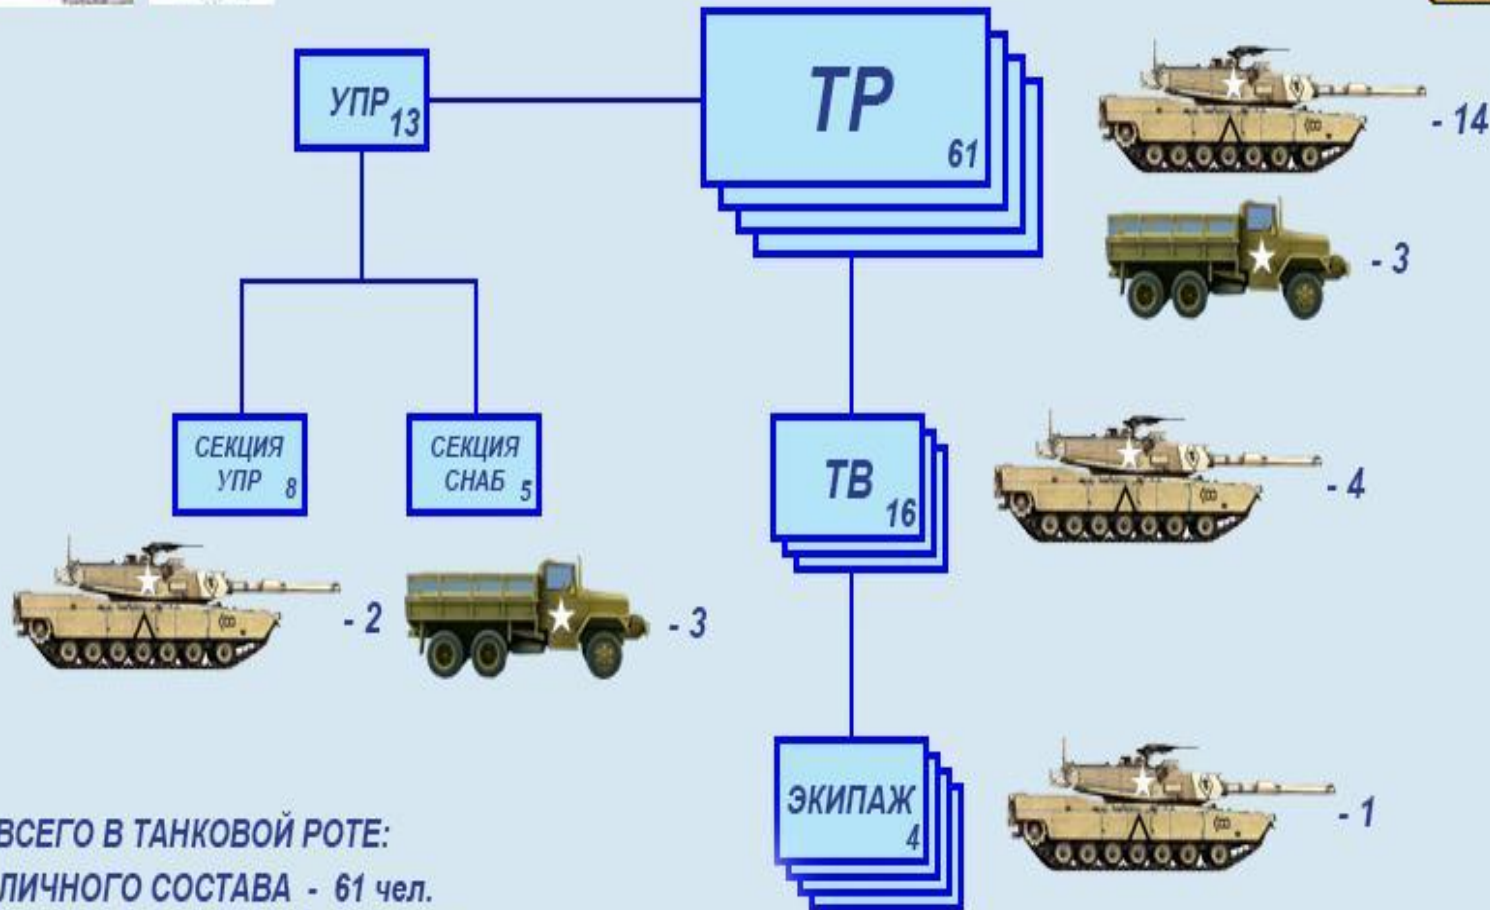 УПР 13
ТР
61
- 14
- 3
СЕКЦИЯ
УПР 8
СЕКЦИЯ
СНАБ 5
ТВ
16
- 4
- 2
- 3
ЭКИПАЖ
4
- 1
ВСЕГО В ТАНКОВОЙ РОТЕ:
ЛИЧНОГО СОСТАВА - 61 чел.